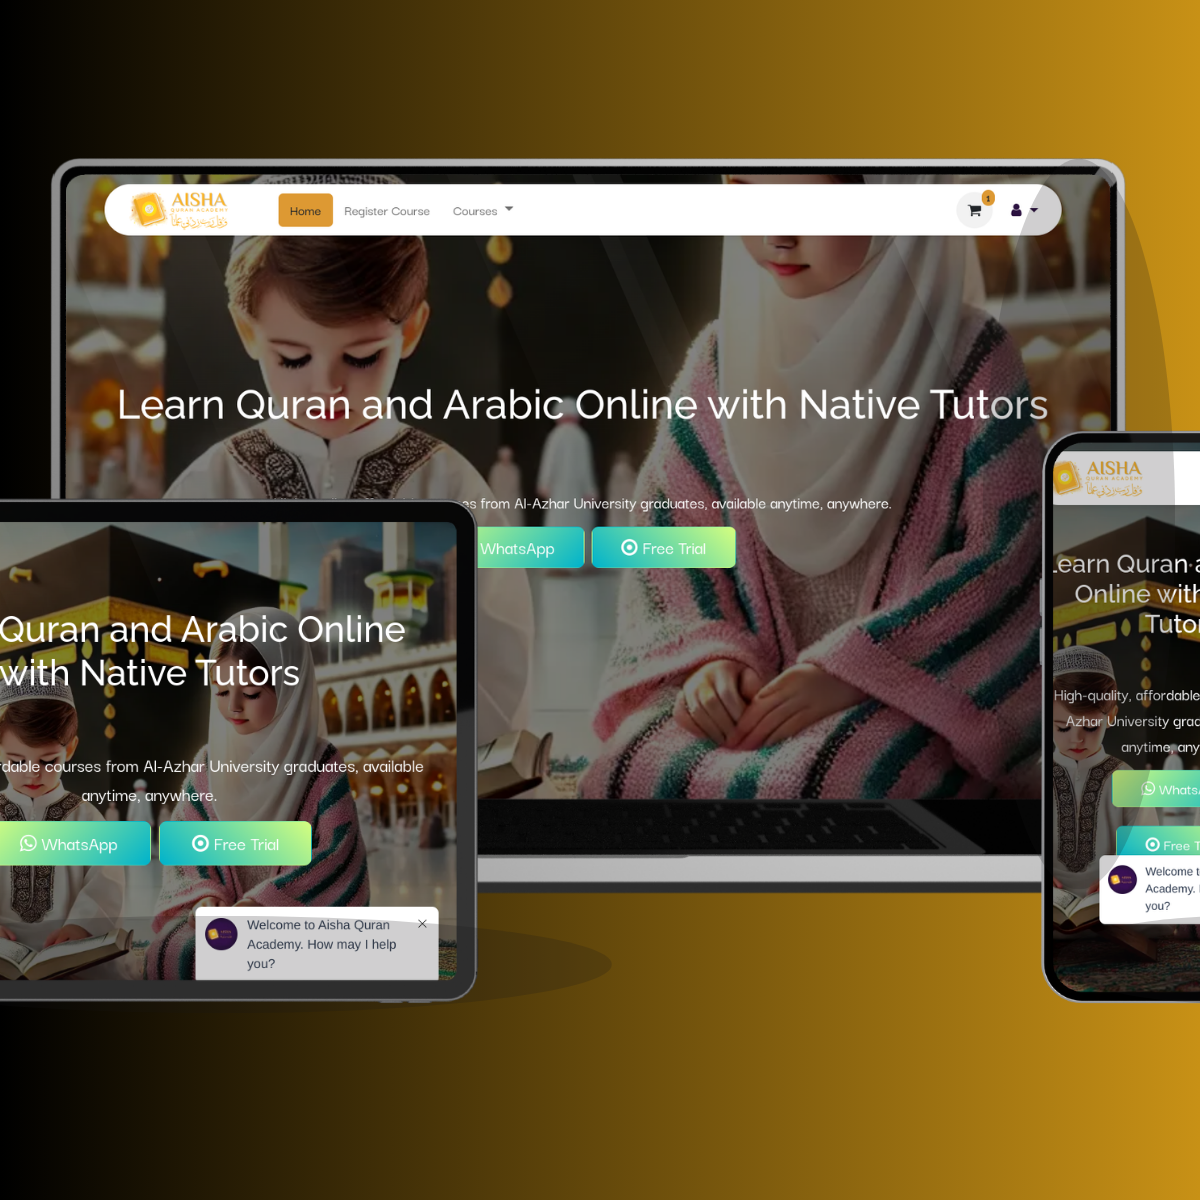 AISHA
QURAN ACADEMY
Home
Register Course
Courses
1
Learn Quran and Arabic Online with Native Tutors
es from Al-Azhar University graduates, available anytime, anywhere.
WhatsApp
Free Trial
Quran and Arabic Online
with Native Tutors
dable courses from Al-Azhar University graduates, available
anytime, anywhere.
WhatsApp
Free Trial
Welcome to Aisha Quran
Academy. How may I help
you?
AISHA
QURAN ACADEMY
Learn Quran a
Online with
Tutor
High-quality, affordable
Azhar University grad
anytime, any
Whats
Free T
Welcome t
Academy.
you?